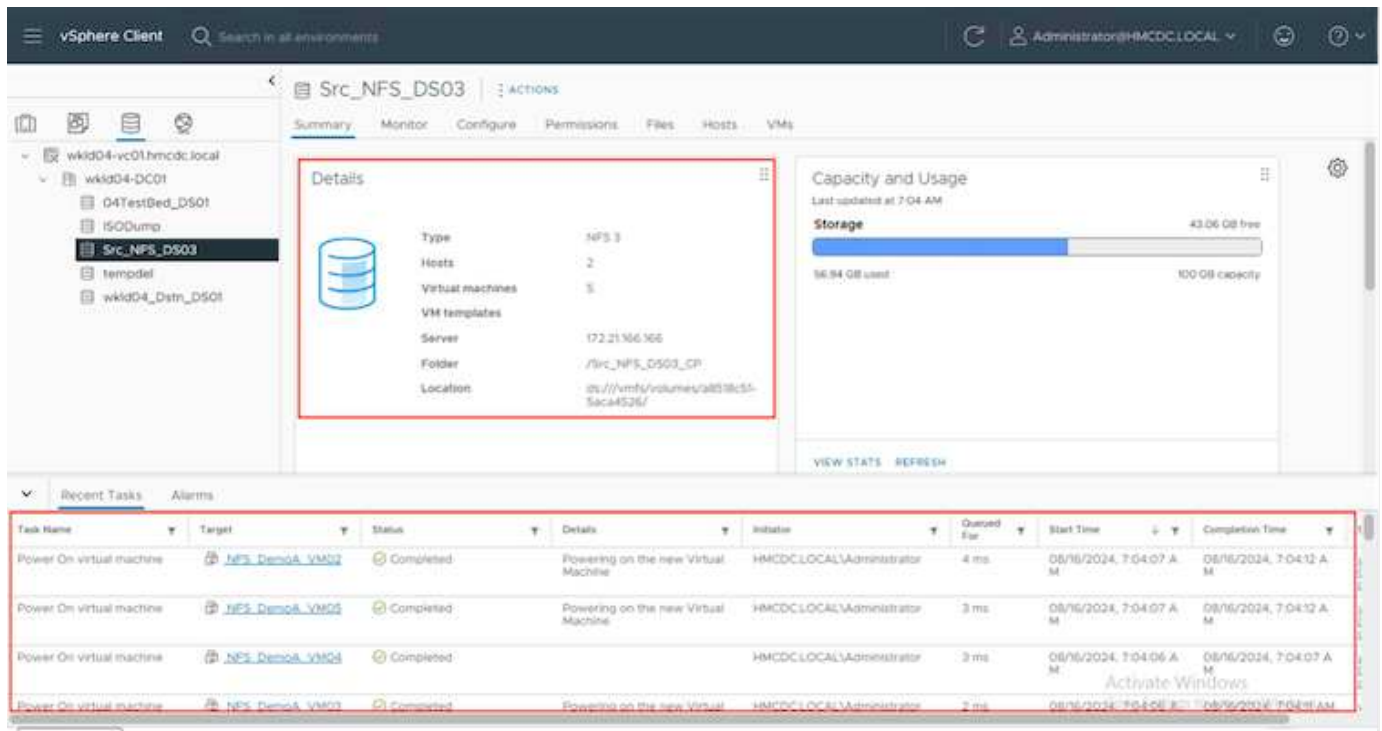 vSphere Client
Search in all environments
Administrator@HMCDC.LOCAL
Src_NFS_DS03
ACTIONS
Summary Monitor Configure Permissions Files Hosts VMs
wkld04-vc01.hmcdc.local
wkld04-DC01
04TestBed_DS01
ISODump
Src_NFS_DS03
tempdel
wkld04_Dstn_DS01
Details
Type NFS 3
Hosts 2
Virtual machines 5
VM templates
Server 172.21.166.166
Folder /Src_NFS_DS03_CP
Location ds:///vmfs/volumes/a8518c51-
5aca4526/
Capacity and Usage
Last updated at 7:04 AM
Storage 43.06 GB free
56.94 GB used 100 GB capacity
VIEW STATS REFRESH
Recent Tasks Alarms
Task Name Target Status Details Initiator Queued For Start Time Completion Time
Power On virtual machine NFS_DemoA_VM02 Completed Powering on the new Virtual HMCDC.LOCAL\Administrator 4 ms 08/16/2024, 7:04:07 A 08/16/2024, 7:04:12 A
Machine M M
Power On virtual machine NFS_DemoA_VM05 Completed Powering on the new Virtual HMCDC.LOCAL\Administrator 3 ms 08/16/2024, 7:04:07 A 08/16/2024, 7:04:12 A
Machine M M
Power On virtual machine NFS_DemoA_VM04 Completed HMCDC.LOCAL\Administrator 3 ms 08/16/2024, 7:04:06 A 08/16/2024, 7:04:07 A
M M
Activate Windows
Power On virtual machine NFS_DemoA_VM03 Completed Powering on the new Virtual HMCDC.LOCAL\Administrator 2 ms